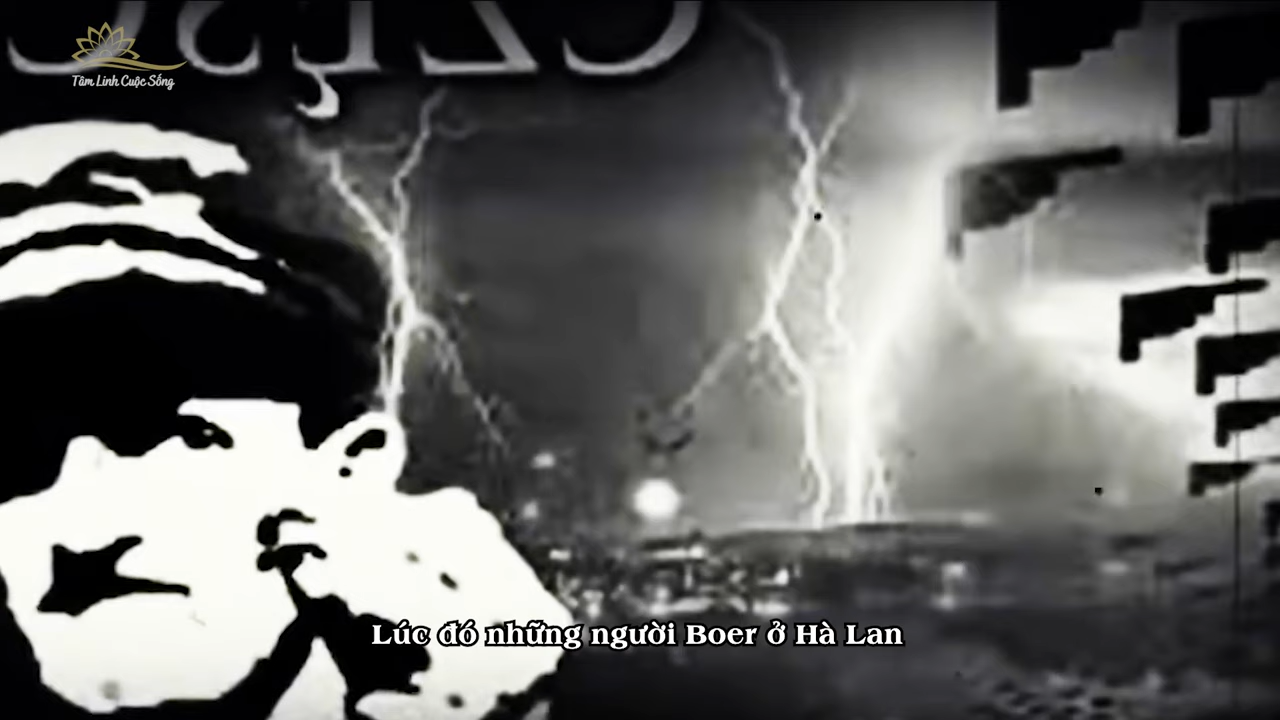 Tâm Linh Cuộc Sống
Lúc đó những người Boer ở Hà Lan